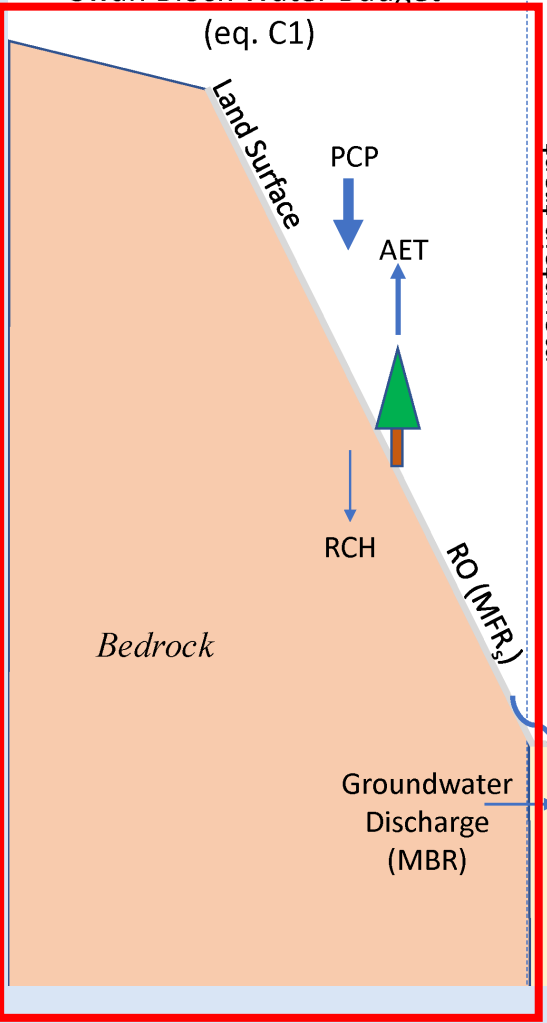 (eq. C1)
Land Surface
PCP
AET
RCH
RO (MFRs)
Bedrock
Groundwater
Discharge
(MBR)